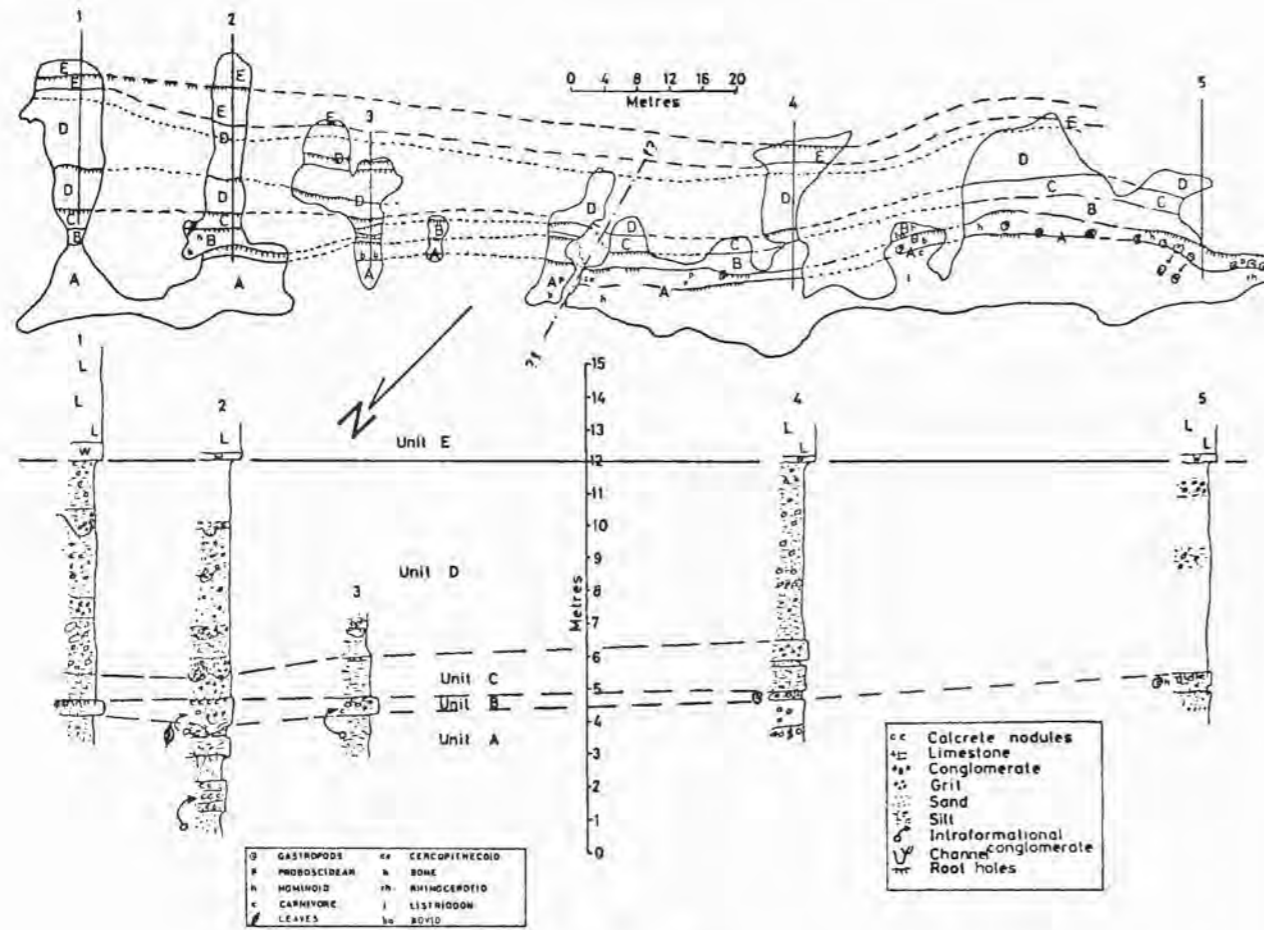 1
2
3
4
5
0 4 8 12 16 20
Metres
E
E
D
D
C
B
A
E
E
D
D
B
A
E
D
D
A
B
A
D
A
D
C
C
B
A
E
D
B
A
D
E
C
B
A
D
C
??
??
N
1
2
3
4
5
L
L
L
W
L
L
L
W
L
L
W
Unit E
Unit D
Unit C
Unit B
Unit A
15
14
13
12
11
10
9
8
7
6
5
4
3
2
1
0
Metres
cc Calcrete nodules
Limestone
Conglomerate
Grit
Sand
Silt
Intraformational
conglomerate
Channel
Root holes
GASTROPODS
P PROBOSCIDEAN
h HOMINOID
c CARNIVORE
LEAVES
ce CERCOPITHECOID
b BONE
rh RHINOCEROTID
l LISTRIODON
bo BOVID